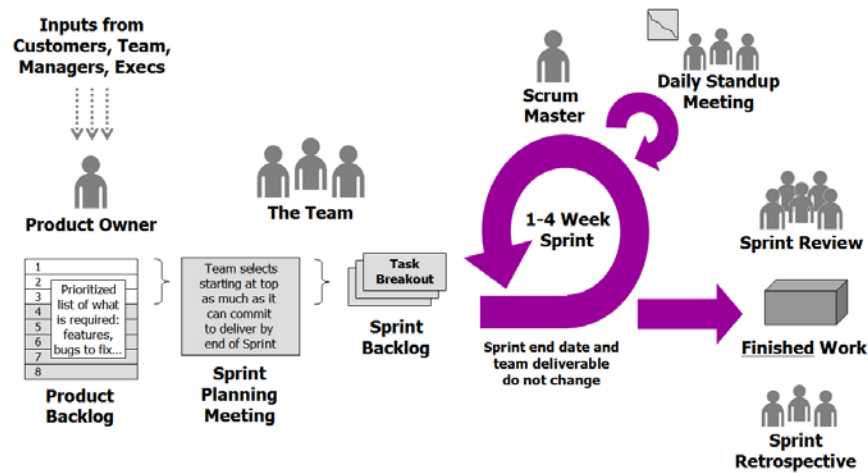 Inputs from
Customers, Team,
Managers, Execs
Product Owner
The Team
Scrum
Master
Daily Standup
Meeting
1-4 Week
Sprint
Sprint Review
1
2
3
4
5
6
7
8
Prioritized
list of what
is required:
features,
bugs to fix...
Product
Backlog
Team selects
starting at top
as much as it
can commit
to deliver by
end of Sprint
Sprint
Planning
Meeting
Task
Breakout
Sprint
Backlog
Sprint end date and
team deliverable
do not change
Finished Work
Sprint
Retrospective